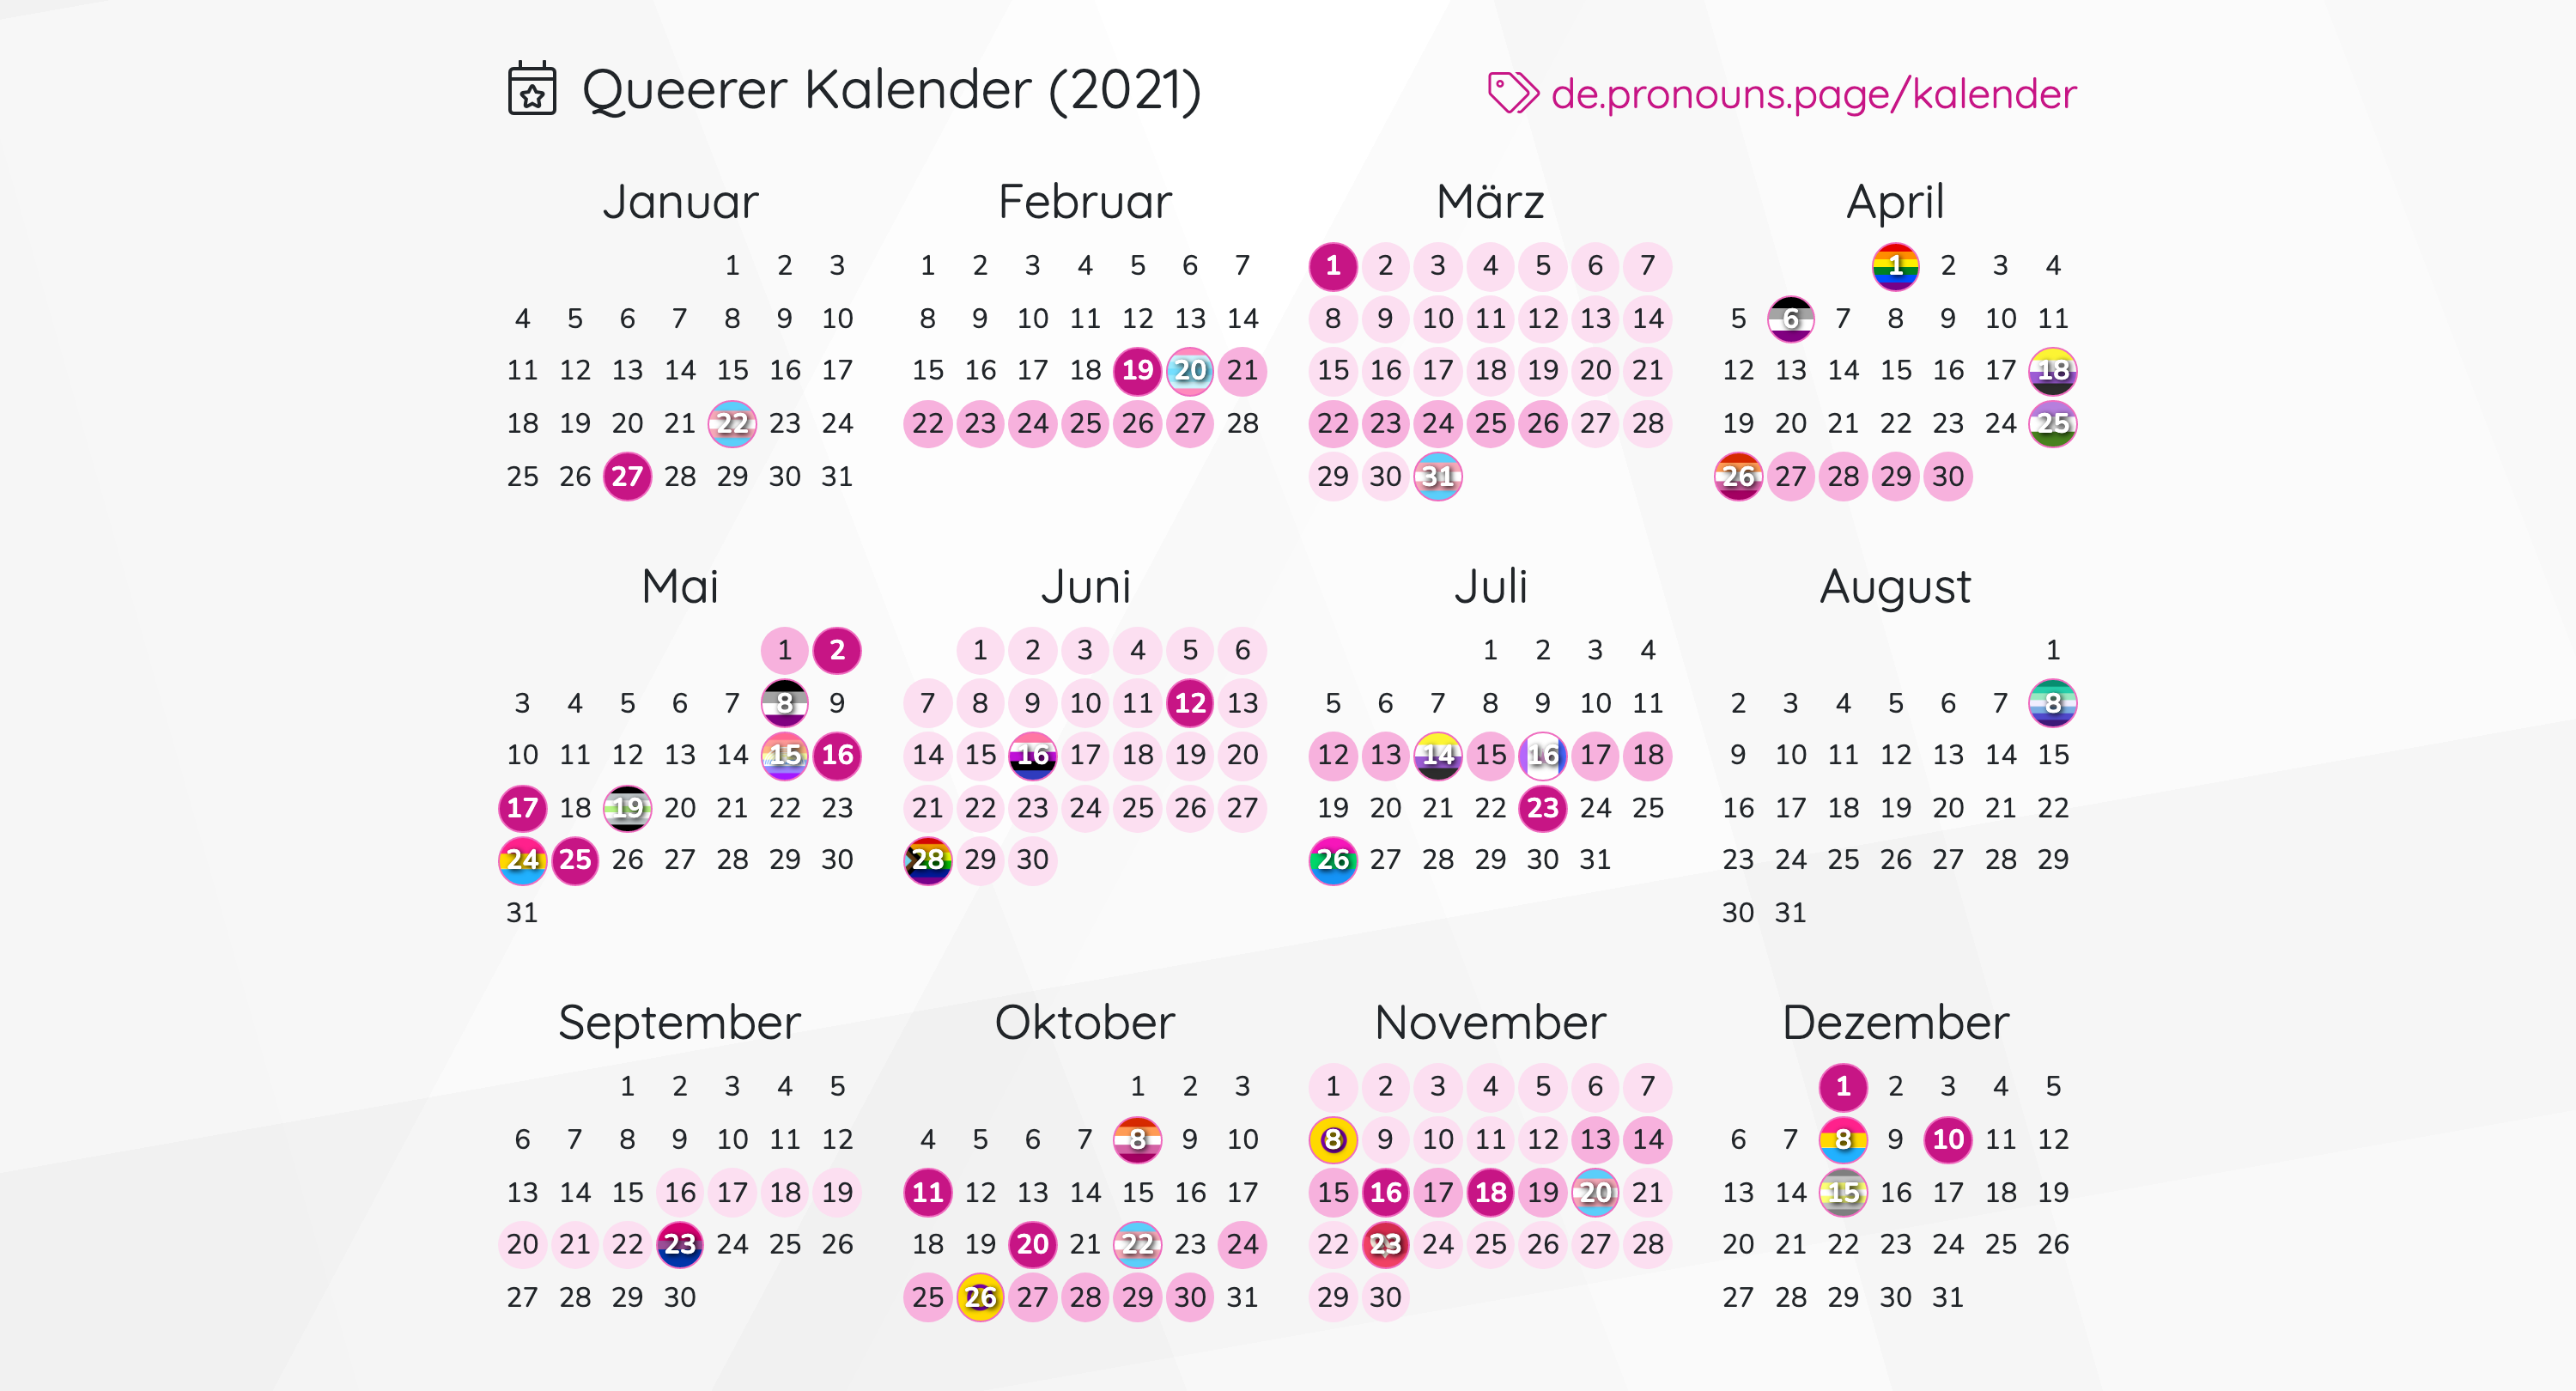 Queerer Kalender (2021)
de.pronouns.page/kalender
Januar
1 2 3
4 5 6 7 8 9 10
11 12 13 14 15 16 17
18 19 20 21 22 23 24
25 26 27 28 29 30 31
Februar
1 2 3 4 5 6 7
8 9 10 11 12 13 14
15 16 17 18 19 20 21
22 23 24 25 26 27 28
März
1 2 3 4 5 6 7
8 9 10 11 12 13 14
15 16 17 18 19 20 21
22 23 24 25 26 27 28
29 30 31
April
1 2 3 4
5 6 7 8 9 10 11
12 13 14 15 16 17 18
19 20 21 22 23 24 25
26 27 28 29 30
Mai
1 2
3 4 5 6 7 8 9
10 11 12 13 14 15 16
17 18 19 20 21 22 23
24 25 26 27 28 29 30
31
Juni
1 2 3 4 5 6
7 8 9 10 11 12 13
14 15 16 17 18 19 20
21 22 23 24 25 26 27
28 29 30
Juli
1 2 3 4
5 6 7 8 9 10 11
12 13 14 15 16 17 18
19 20 21 22 23 24 25
26 27 28 29 30 31
August
1
2 3 4 5 6 7 8
9 10 11 12 13 14 15
16 17 18 19 20 21 22
23 24 25 26 27 28 29
30 31
September
1 2 3 4 5
6 7 8 9 10 11 12
13 14 15 16 17 18 19
20 21 22 23 24 25 26
27 28 29 30
Oktober
1 2 3
4 5 6 7 8 9 10
11 12 13 14 15 16 17
18 19 20 21 22 23 24
25 26 27 28 29 30 31
November
1 2 3 4 5 6 7
8 9 10 11 12 13 14
15 16 17 18 19 20 21
22 23 24 25 26 27 28
29 30
Dezember
1 2 3 4 5
6 7 8 9 10 11 12
13 14 15 16 17 18 19
20 21 22 23 24 25 26
27 28 29 30 31